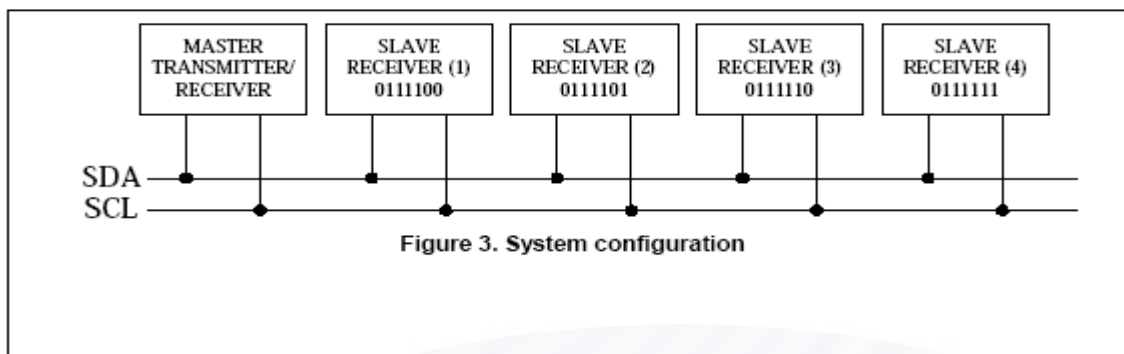 MASTER
TRANSMITTER/
RECEIVER
SLAVE
RECEIVER (1)
0111100
SLAVE
RECEIVER (2)
0111101
SLAVE
RECEIVER (3)
0111110
SLAVE
RECEIVER (4)
0111111
SDA
SCL
Figure 3. System configuration